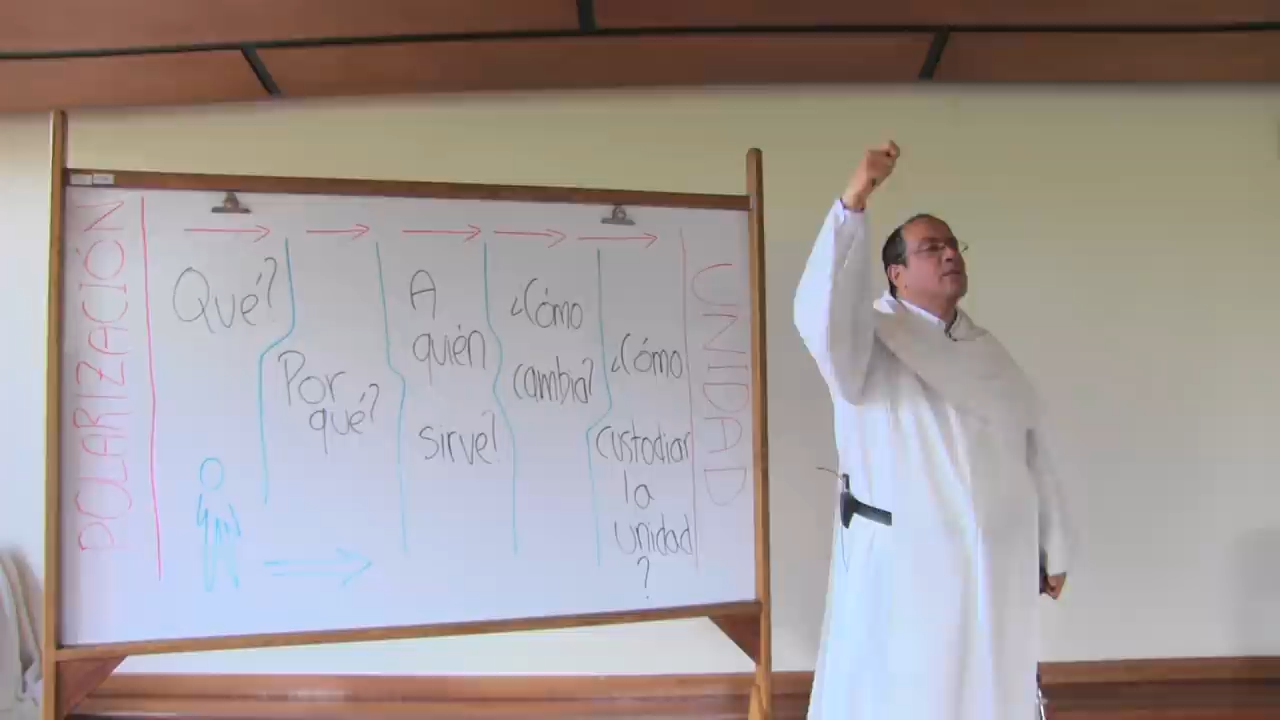 POLARIZACIÓN
Qué?
Por
qué?
A
quién
sirve?
¿Cómo
cambia?
¿Cómo
custodiar
la
unidad
?
UNIDAD